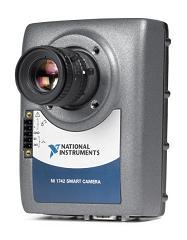 NATIONAL
INSTRUMENTS
NI 1742 SMART CAMERA